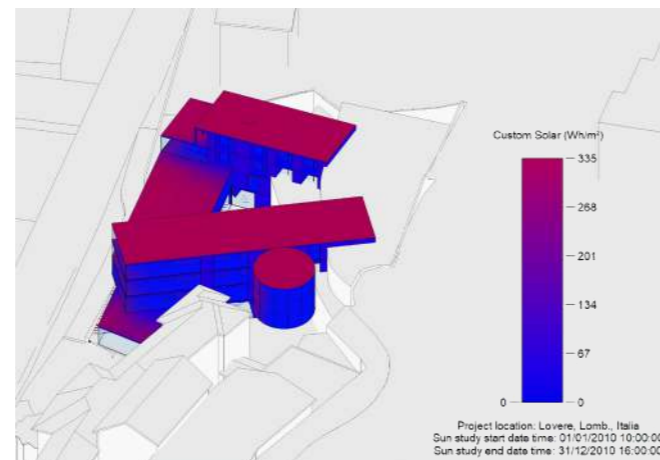 Custom Solar (Wh/m²)
335
268
201
134
67
0 0
Project location: Lovere, Lomb., Italia
Sun study start date time: 01/01/2010 10:00:00
Sun study end date time: 31/12/2010 16:00:00